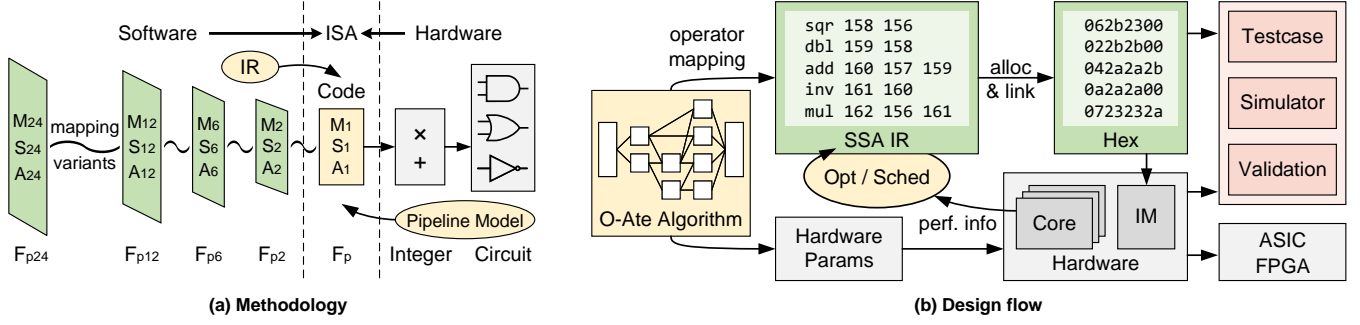 Software
ISA
Hardware
IR
Code
M24
S24
A24
mapping
variants
M12
S12
A12
M6
S6
A6
M2
S2
A2
M1
S1
A1
×
+
Pipeline Model
Fp24
Fp12
Fp6
Fp2
Fp
Integer
Circuit
(a) Methodology
operator
mapping
O-Ate Algorithm
sqr 158 156
dbl 159 158
add 160 157 159
inv 161 160
mul 162 156 161
SSA IR
Opt / Sched
alloc
& link
062b2300
022b2b00
042a2a2b
0a2a2a00
0723232a
Hex
Testcase
Simulator
Validation
perf. info
Hardware
Params
Core
IM
Hardware
ASIC
FPGA
(b) Design flow